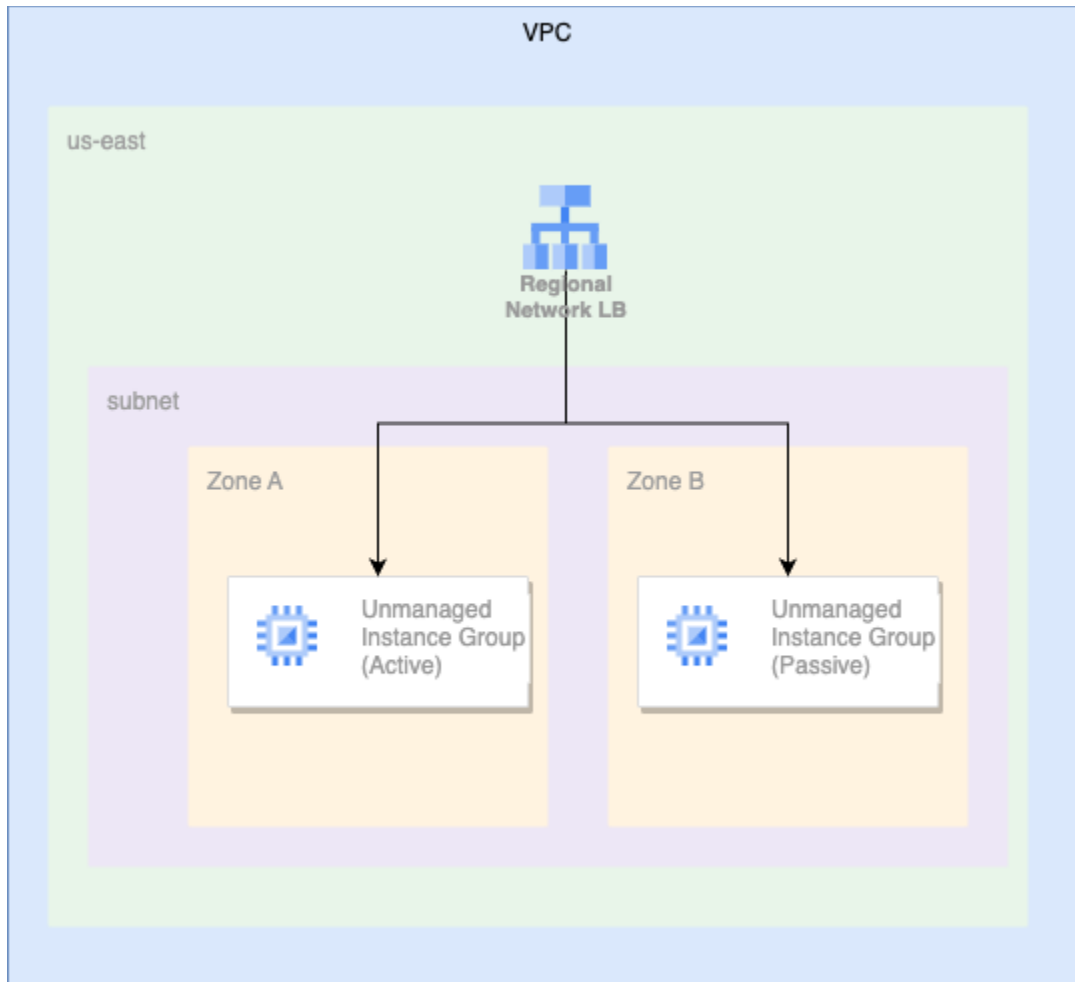 VPC
us-east
Regional
Network LB
subnet
Zone A
Unmanaged
Instance Group
(Active)
Zone B
Unmanaged
Instance Group
(Passive)